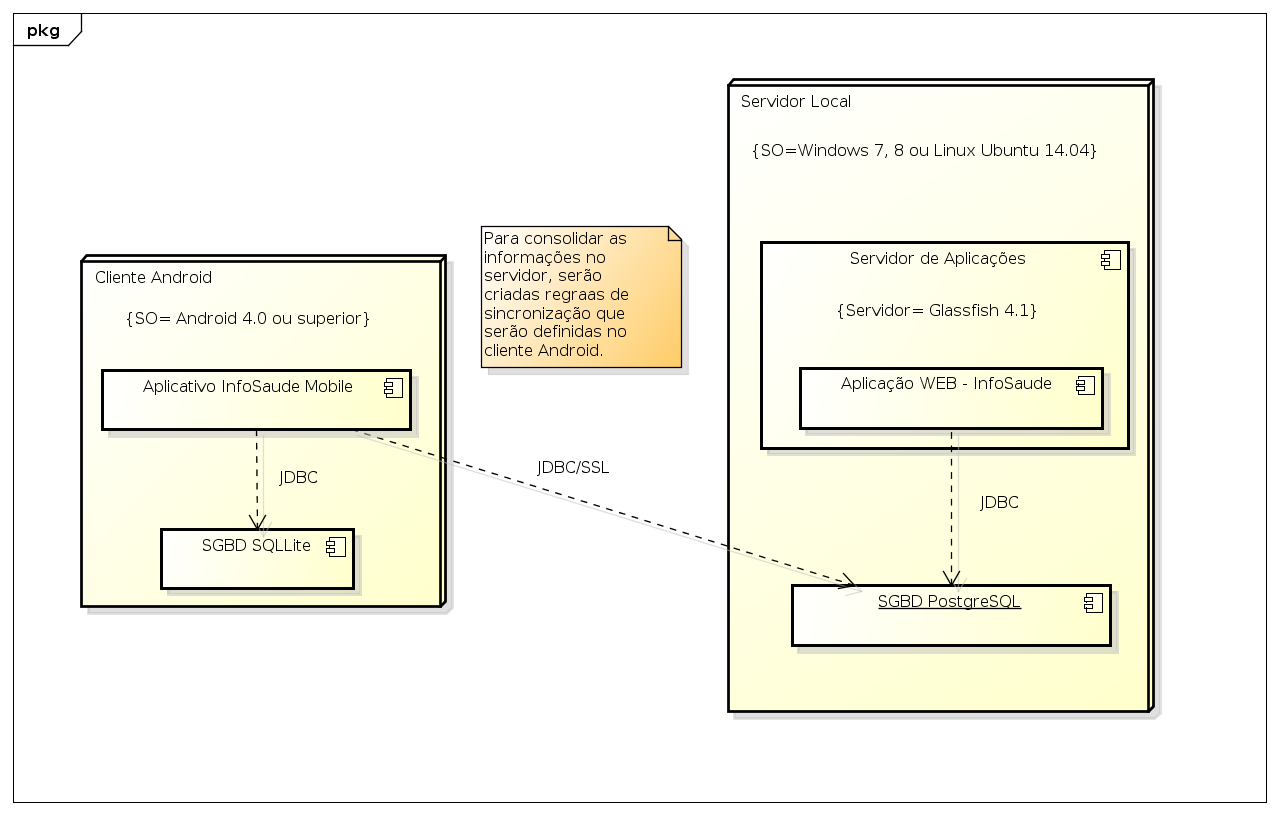 pkg
Servidor Local
{SO=Windows 7, 8 ou Linux Ubuntu 14.04}
Para consolidar as
informações no
servidor, serão
criadas regraas de
sincronização que
serão definidas no
cliente Android.
Servidor de Aplicações
{Servidor= Glassfish 4.1}
Aplicação WEB - InfoSaude
Cliente Android
{SO= Android 4.0 ou superior}
Aplicativo InfoSaude Mobile
JDBC
JDBC/SSL
JDBC
SGBD SQLLite
SGBD PostgreSQL